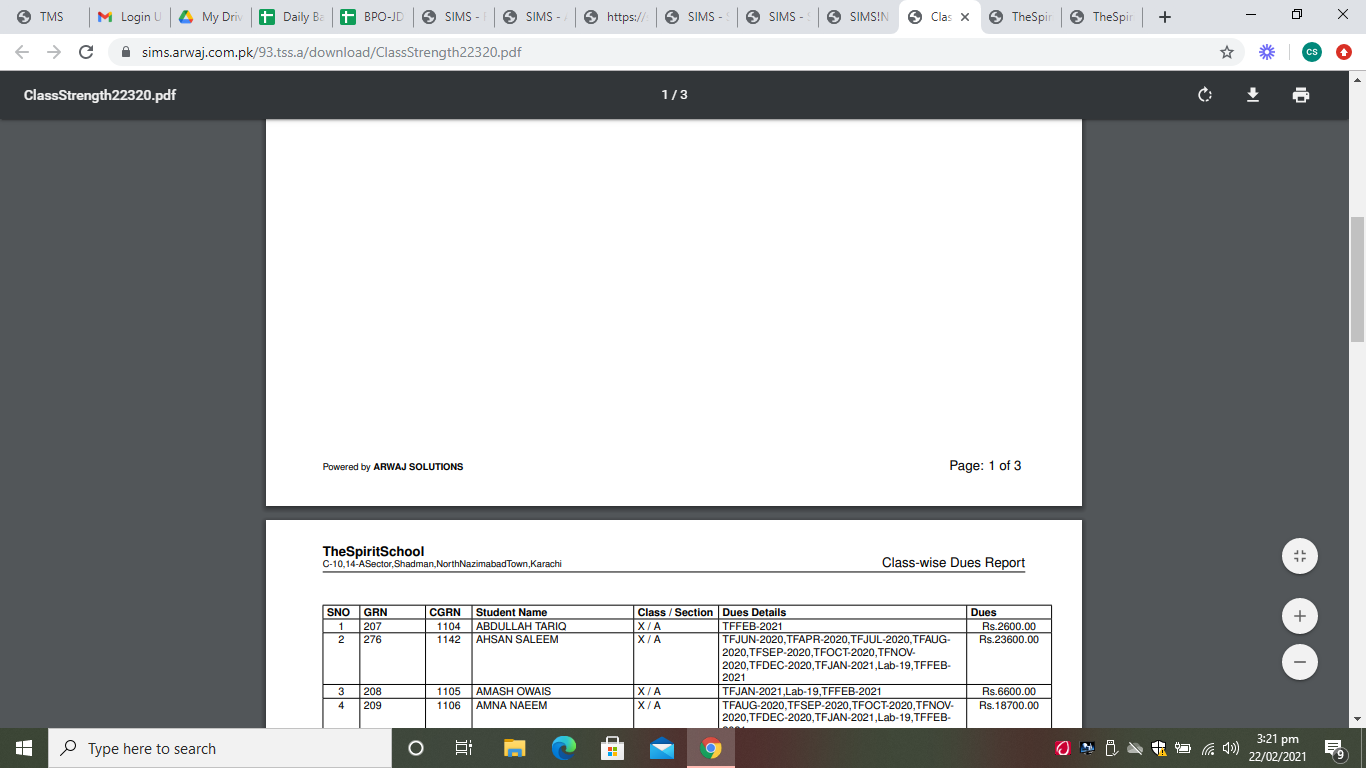 TMS Login U My Driv Daily Ba BPO-JD SIMS - SIMS - https:// SIMS - SIMS - SIMS!N Clas TheSpir TheSpir
sims.arwaj.com.pk/93.tss.a/download/ClassStrength22320.pdf CS
ClassStrength22320.pdf 1 / 3
Powered by ARWAJ SOLUTIONS Page: 1 of 3
TheSpiritSchool
C-10,14-ASector,Shadman,NorthNazimabadTown,Karachi Class-wise Dues Report
SNO GRN CGRN Student Name Class / Section Dues Details Dues
1 207 1104 ABDULLAH TARIQ X / A TFFEB-2021 Rs.2600.00
2 276 1142 AHSAN SALEEM X / A TFJUN-2020,TFAPR-2020,TFJUL-2020,TFAUG- Rs.23600.00
2020,TFSEP-2020,TFOCT-2020,TFNOV-
2020,TFDEC-2020,TFJAN-2021,Lab-19,TFFEB-
2021
3 208 1105 AMASH OWAIS X / A TFJAN-2021,Lab-19,TFFEB-2021 Rs.6600.00
4 209 1106 AMNA NAEEM X / A TFAUG-2020,TFSEP-2020,TFOCT-2020,TFNOV- Rs.18700.00
2020,TFDEC-2020,TFJAN-2021,Lab-19,TFFEB-
Type here to search 3:21 pm
22/02/2021 9